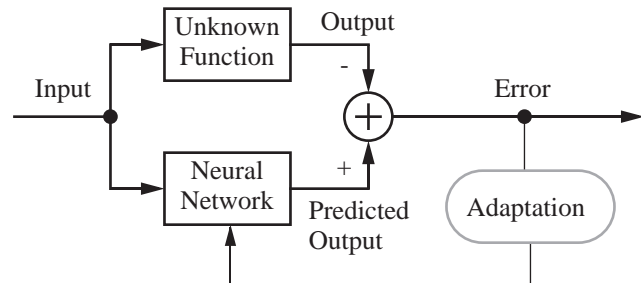 Unknown
Function
Output
-
Input
Error
+
Neural
Network
+
Predicted
Output
Adaptation